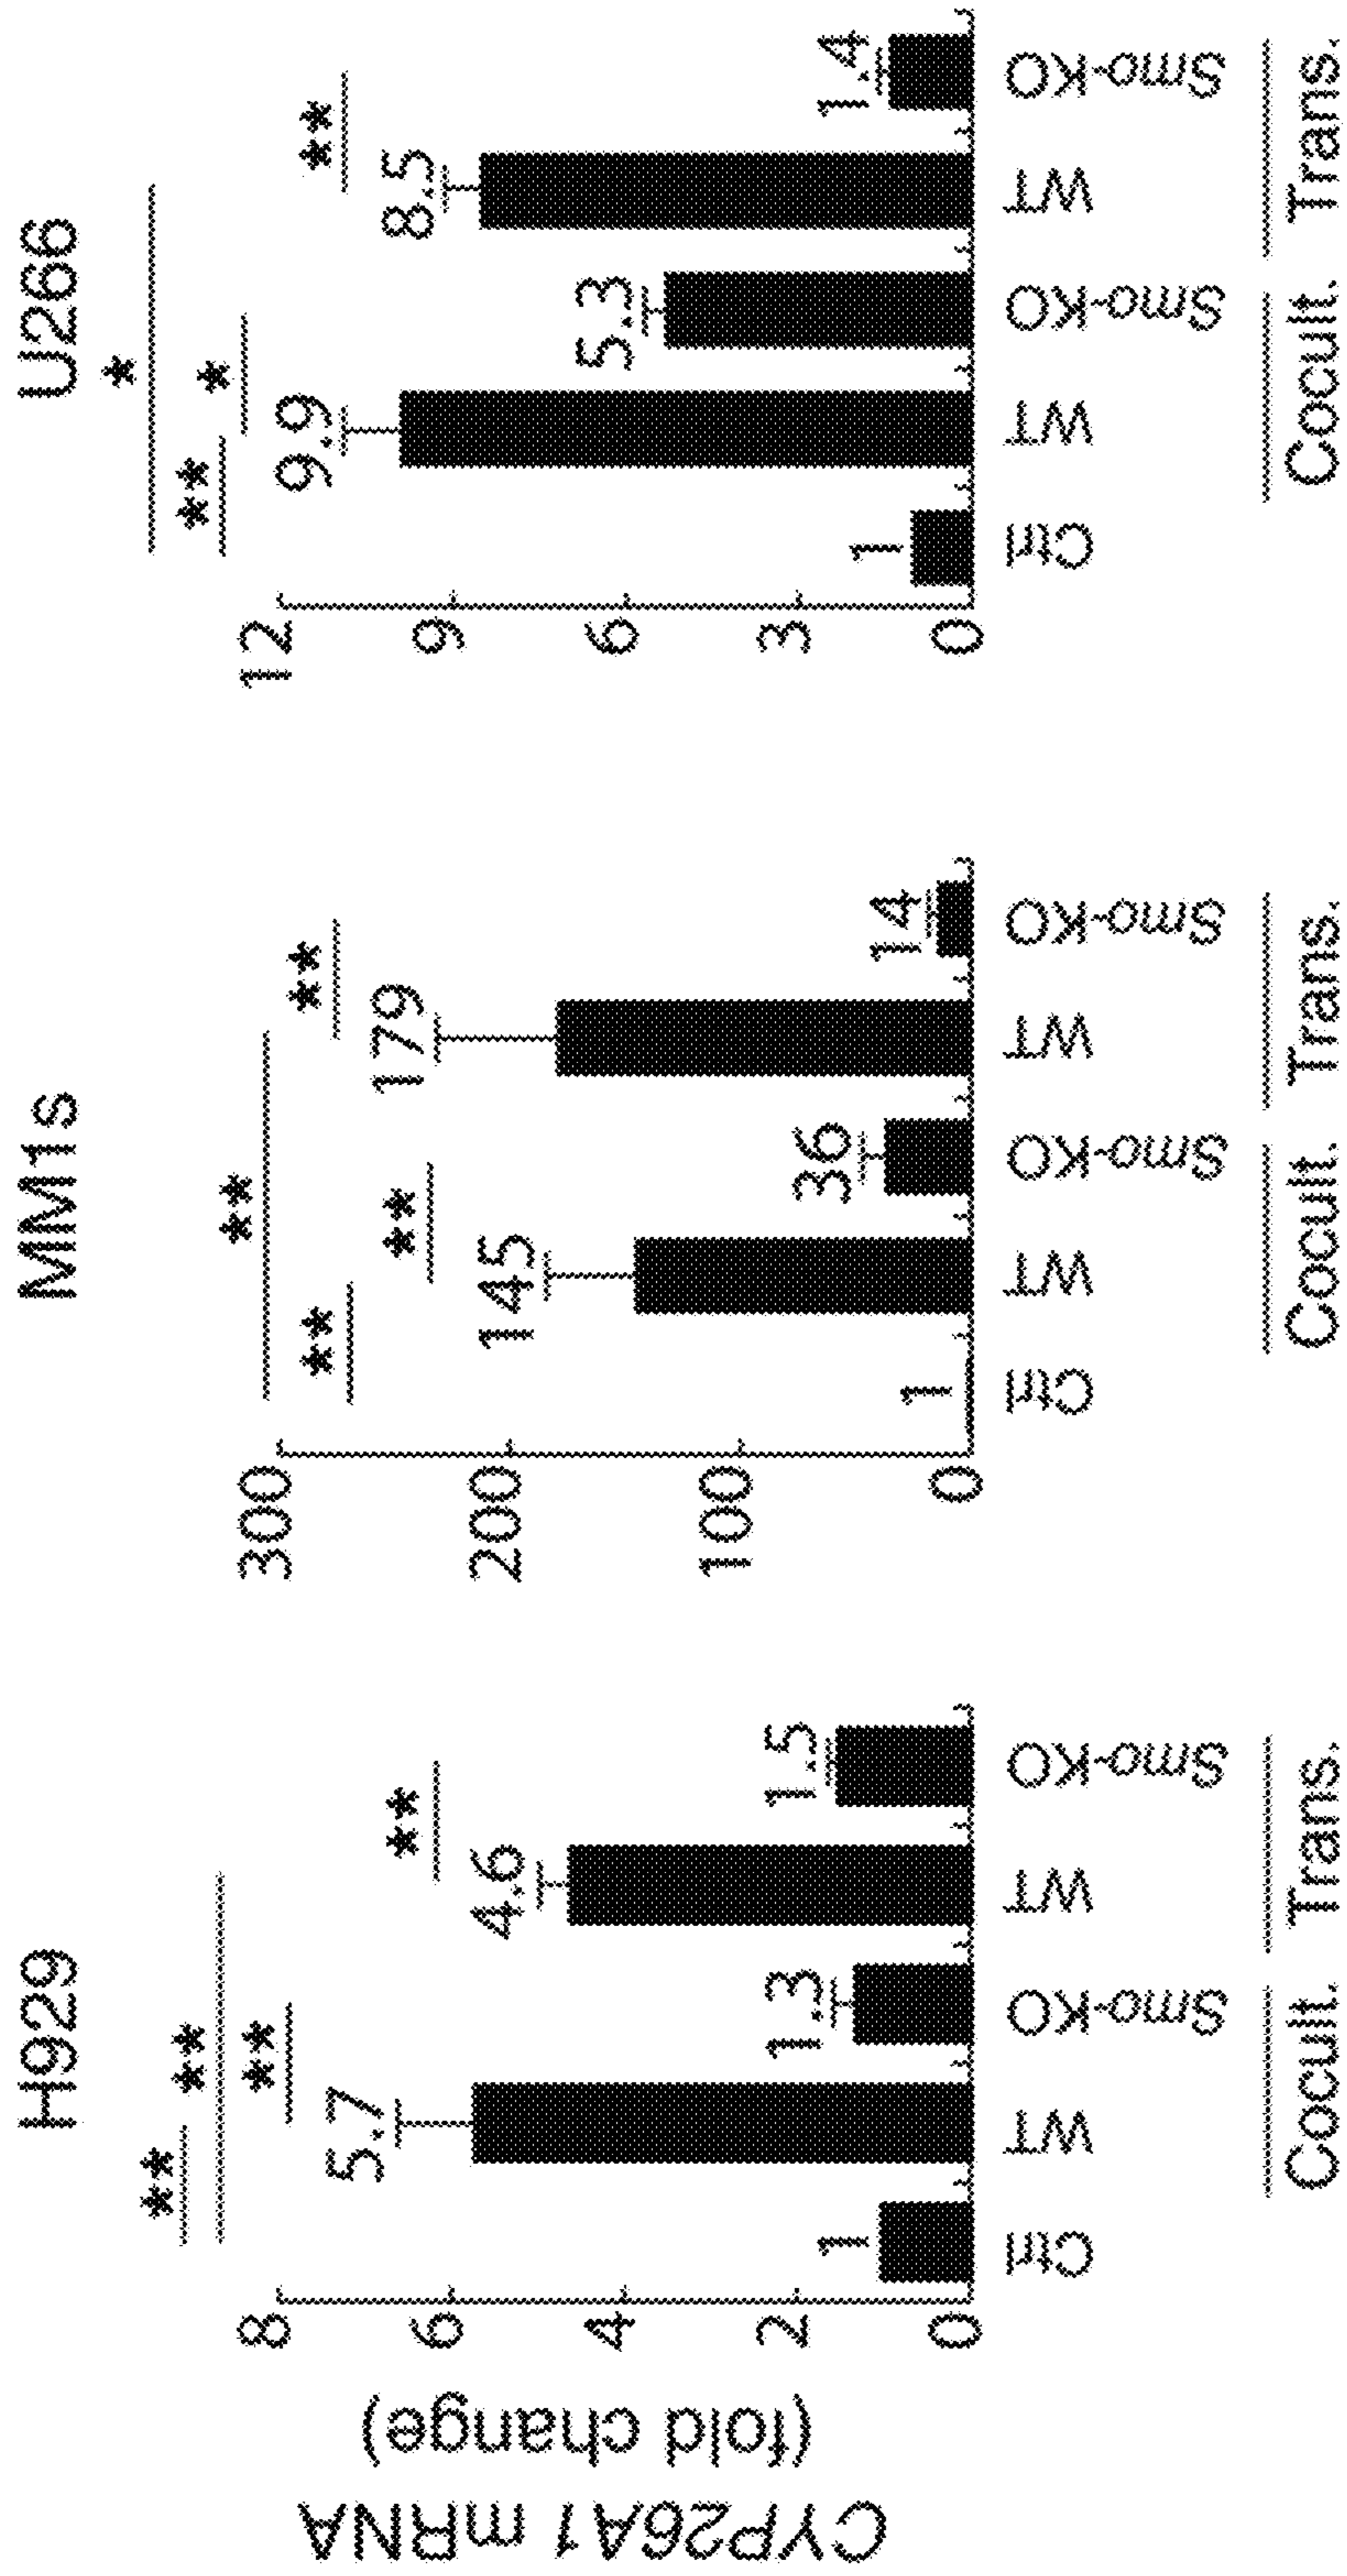 H929
MM1s
U266
CYP26A1 mRNA
(fold change)
8
6
4
2
0
**
**
**
**
1
5.7
1.3
4.6
1.5
Ctrl
WT
Smo-KO
WT
Smo-KO
Cocult.
Trans.
300
200
100
0
**
**
**
**
1
145
36
179
14
Ctrl
WT
Smo-KO
WT
Smo-KO
Cocult.
Trans.
12
9
6
3
0
*
**
*
**
1
9.9
5.3
8.5
1.4
Ctrl
WT
Smo-KO
WT
Smo-KO
Cocult.
Trans.